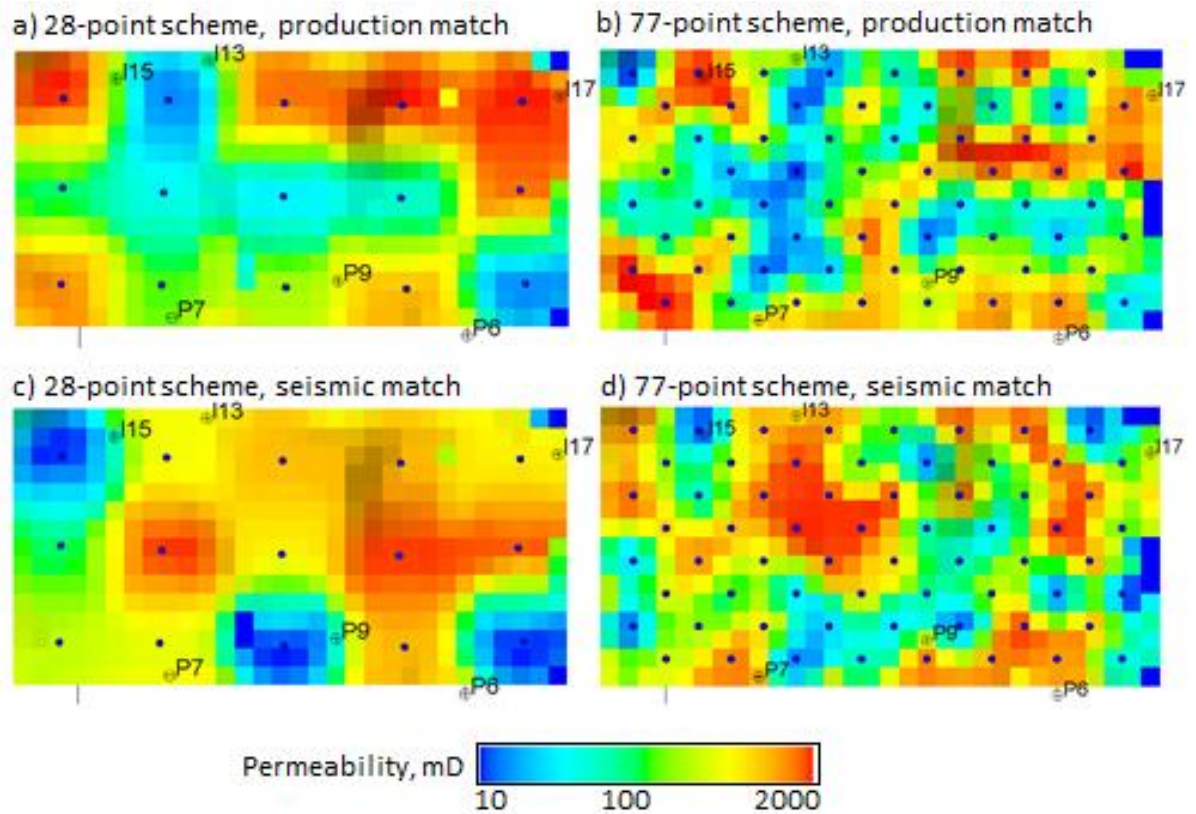 a) 28-point scheme, production match
b) 77-point scheme, production match
I13
I15
I17
P9
P7
P6
I13
I15
I17
P9
P7
P6
c) 28-point scheme, seismic match
d) 77-point scheme, seismic match
I13
I15
I17
P9
P7
P6
I13
I15
I17
P9
P7
P6
Permeability, mD
10 100 2000